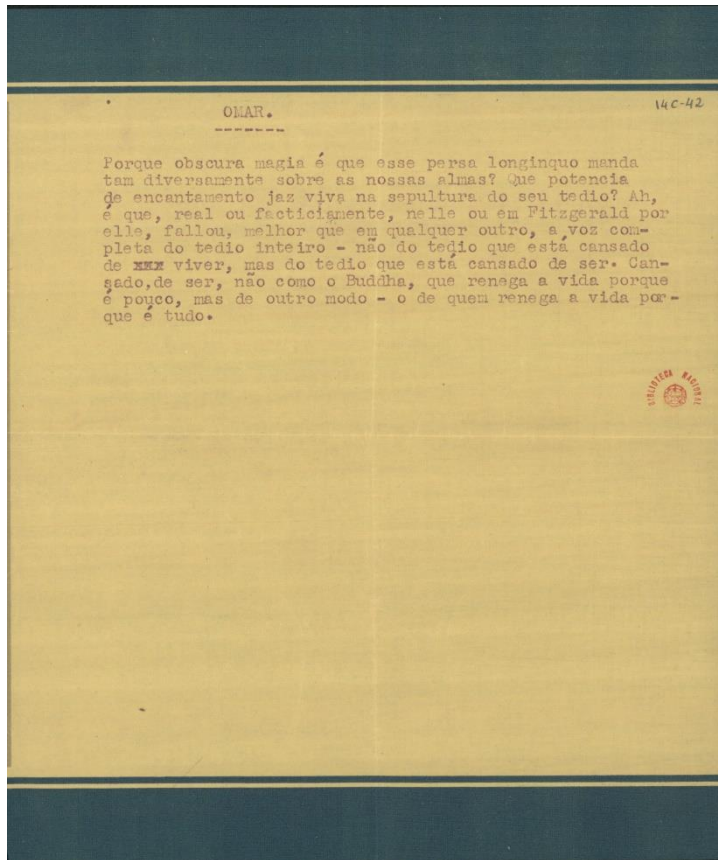 OMAR.
-------
14C-42
Porque obscura magia é que esse persa longinquo manda
tam diversamente sobre as nossas almas? Que potencia
de encantamento jaz viva na sepultura do seu tedio? Ah,
é que, real ou facticiamente, nelle ou em Fitzgerald por
elle, fallou, melhor que em qualquer outro, a voz com-
pleta do tedio inteiro - não do tedio que está cansado
de xxx viver, mas do tedio que está cansado de ser. Can-
sado, de ser, não como o Buddha, que renega a vida porque
é pouco, mas de outro modo - o de quem renega a vida por-
que é tudo.
BIBLIOTECA NACIONAL